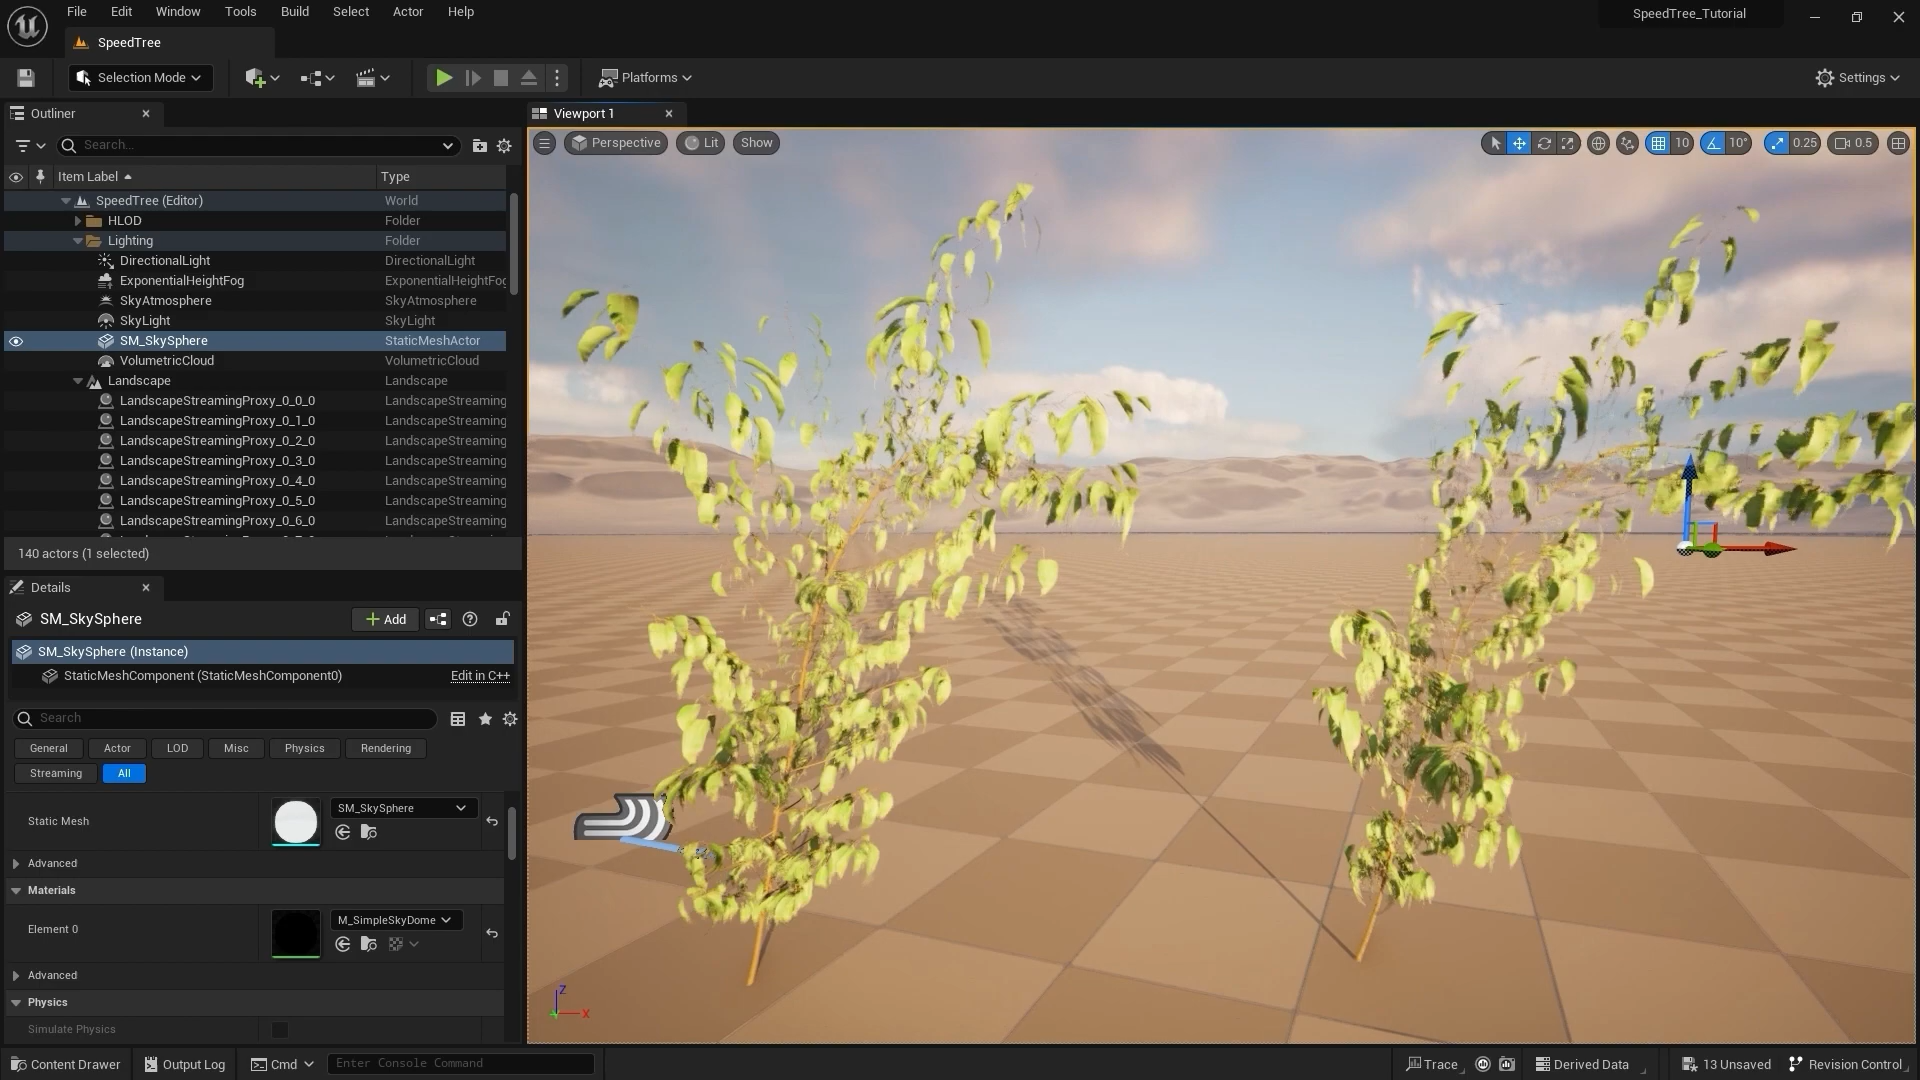 File Edit Window Tools Build Select Actor Help
SpeedTree_Tutorial
SpeedTree
Selection Mode
Platforms
Settings
Outliner
Viewport 1
Search...
Perspective Lit Show
10 10° 0.25 0.5
Item Label Type
SpeedTree (Editor) World
HLOD Folder
Lighting Folder
DirectionalLight DirectionalLight
ExponentialHeightFog ExponentialHeightFog
SkyAtmosphere SkyAtmosphere
SkyLight SkyLight
SM_SkySphere StaticMeshActor
VolumetricCloud VolumetricCloud
Landscape Landscape
LandscapeStreamingProxy_0_0_0 LandscapeStreaming
LandscapeStreamingProxy_0_1_0 LandscapeStreaming
LandscapeStreamingProxy_0_2_0 LandscapeStreaming
LandscapeStreamingProxy_0_3_0 LandscapeStreaming
LandscapeStreamingProxy_0_4_0 LandscapeStreaming
LandscapeStreamingProxy_0_5_0 LandscapeStreaming
LandscapeStreamingProxy_0_6_0 LandscapeStreaming
140 actors (1 selected)
Details
SM_SkySphere
Add
SM_SkySphere (Instance)
StaticMeshComponent (StaticMeshComponent0) Edit in C++
Search
General Actor LOD Misc Physics Rendering
Streaming All
Static Mesh
SM_SkySphere
Advanced
Materials
Element 0
M_SimpleSkyDome
Advanced
Physics
Simulate Physics
Z
X
Content Drawer Output Log Cmd Enter Console Command
Trace Derived Data 13 Unsaved Revision Control